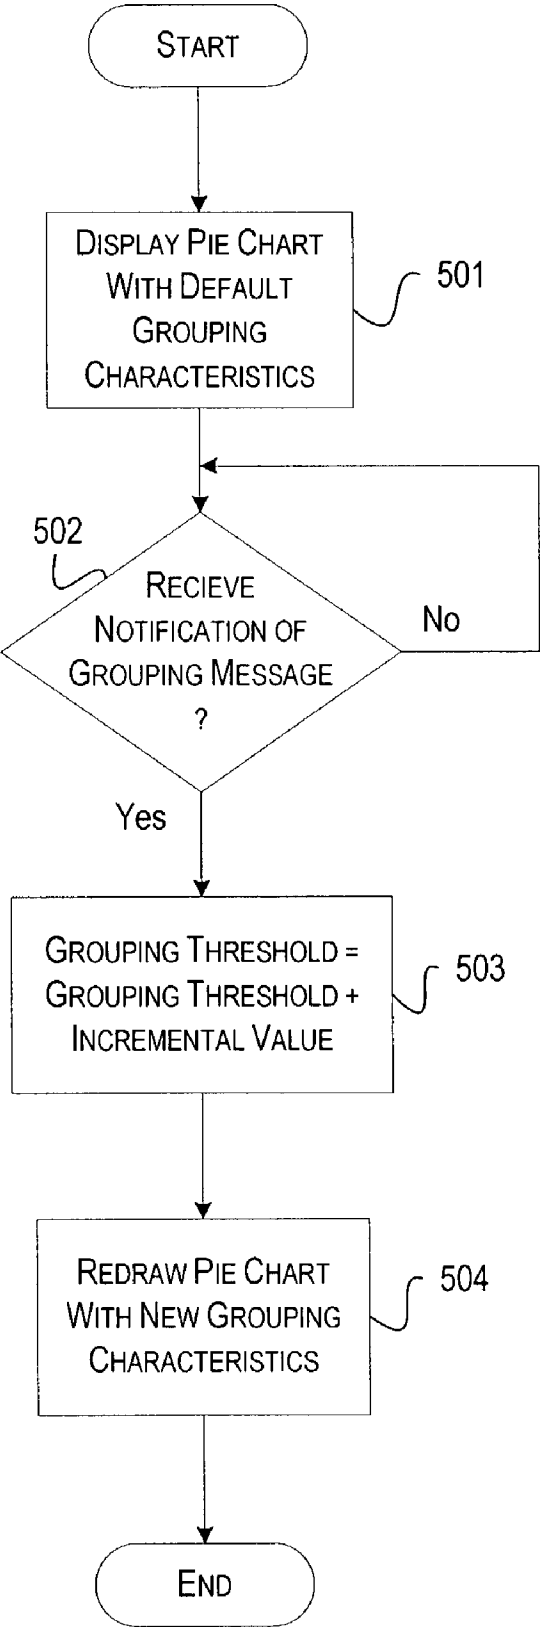 START
DISPLAY PIE CHART
WITH DEFAULT
GROUPING
CHARACTERISTICS
501
502
RECIEVE
NOTIFICATION OF
GROUPING MESSAGE
?
No
Yes
GROUPING THRESHOLD =
GROUPING THRESHOLD +
INCREMENTAL VALUE
503
REDRAW PIE CHART
WITH NEW GROUPING
CHARACTERISTICS
504
END